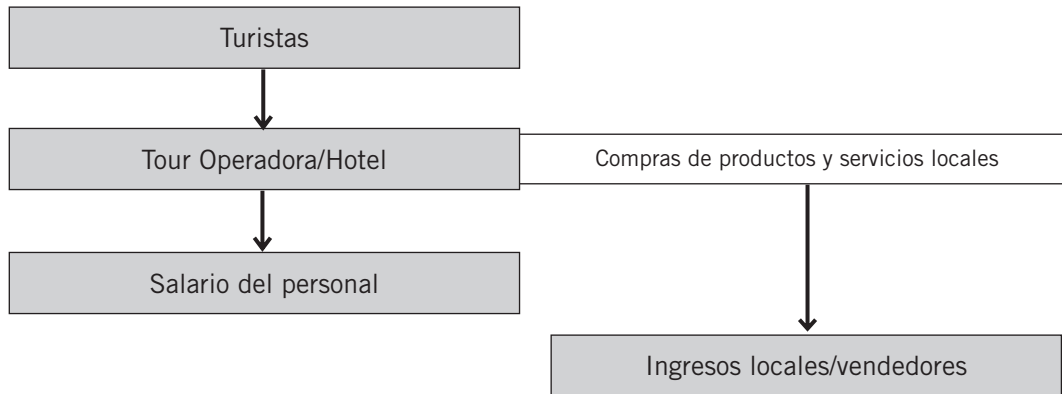 Turistas
Tour Operadora/Hotel
Compras de productos y servicios locales
Salario del personal
Ingresos locales/vendedores